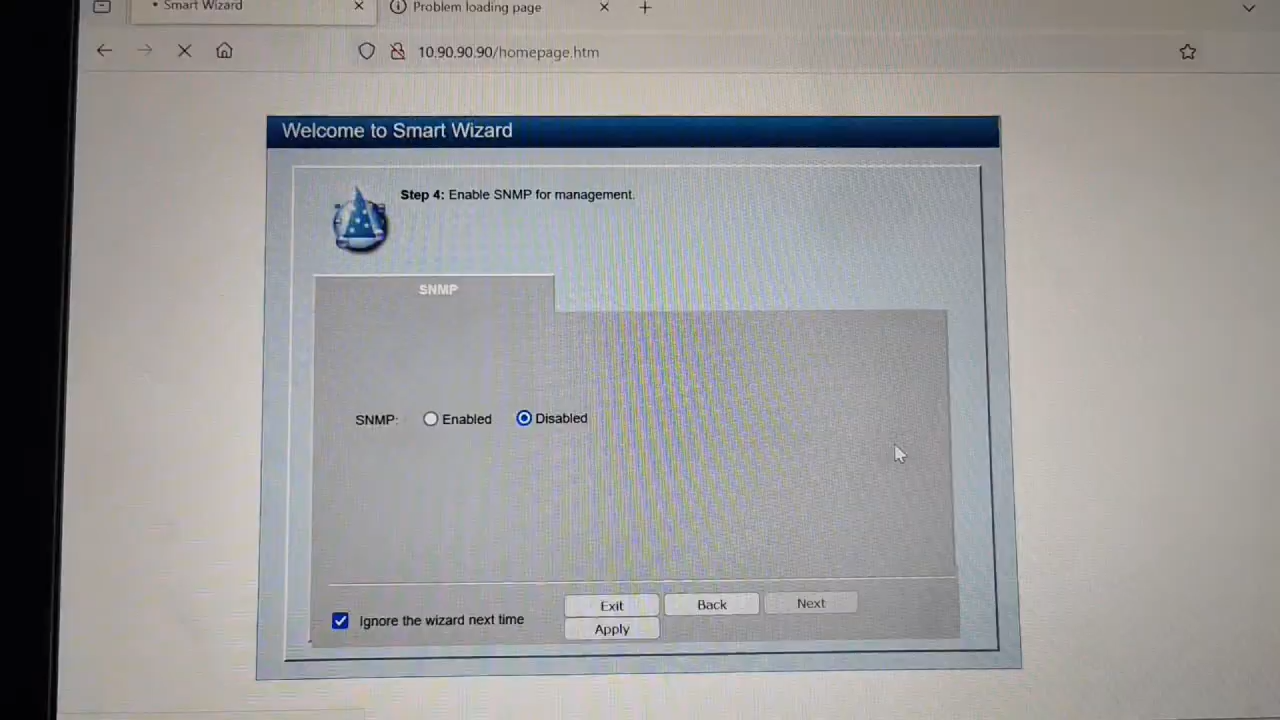 Smart Wizard
Problem loading page
10.90.90.90/homepage.htm
Welcome to Smart Wizard
Step 4: Enable SNMP for management.
SNMP
SNMP: Enabled Disabled
Ignore the wizard next time
Exit Back Next
Apply